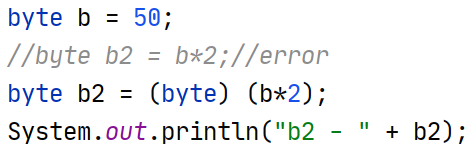 byte b = 50;
//byte b2 = b*2;//error
byte b2 = (byte) (b*2);
System.out.println("b2 - " + b2);